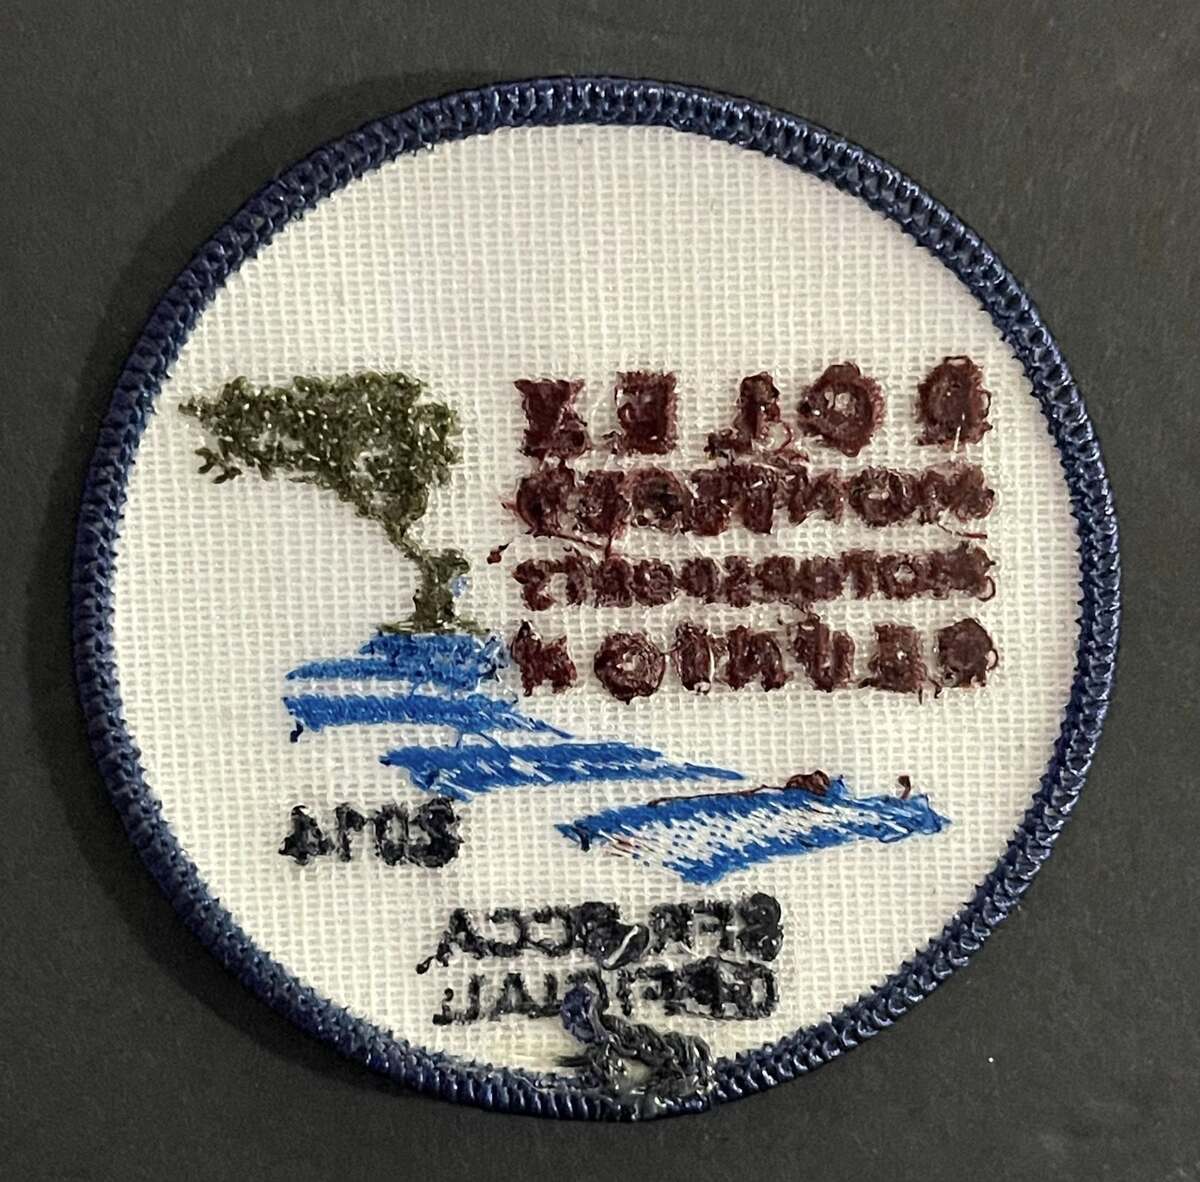 ROLEX
MONTEREY
MOTORSPORTS
REUNION
2014
SFR SCCA
OFFICIAL